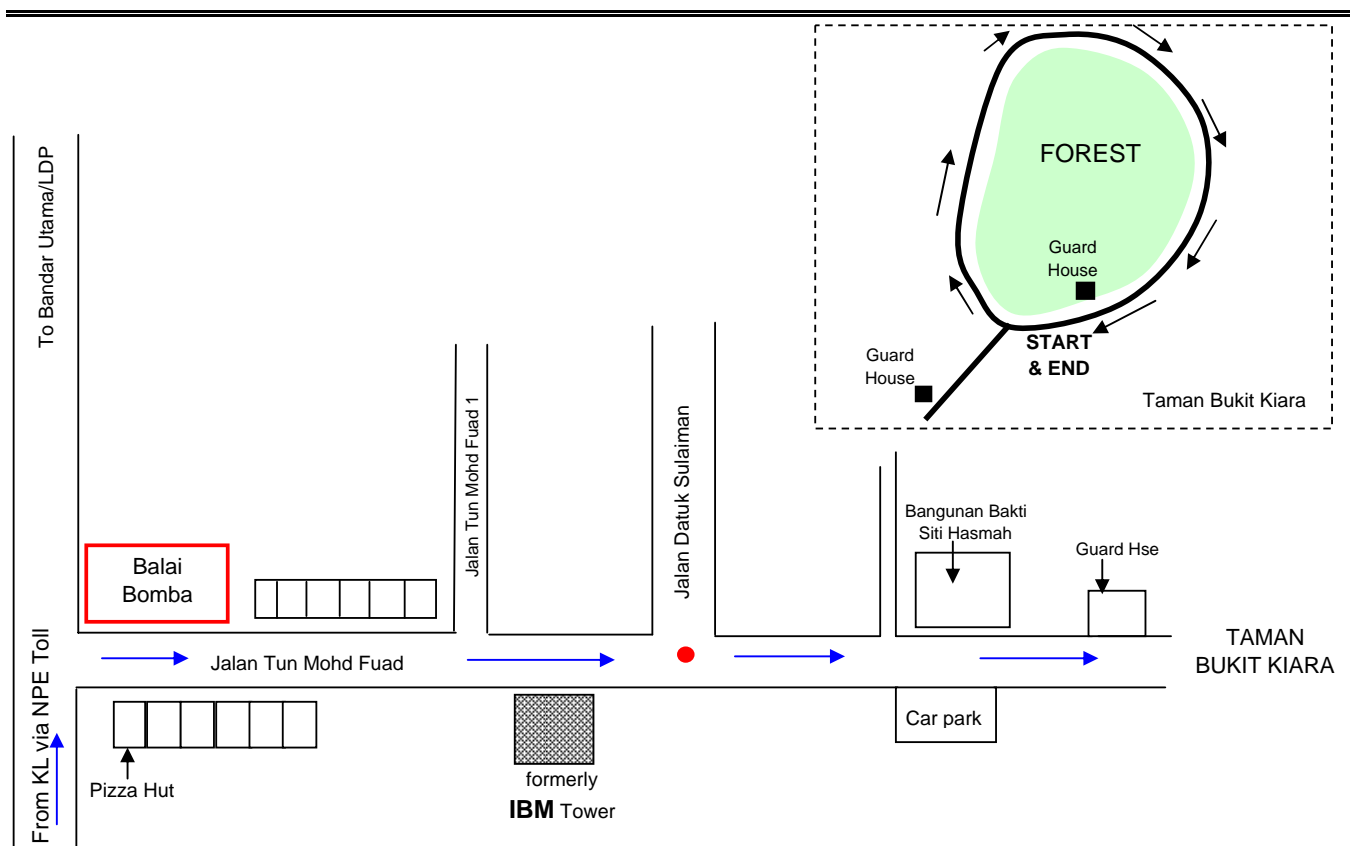 FOREST
Guard
House
START
& END
Guard
House
Taman Bukit Kiara
To Bandar Utama/LDP
Jalan Tun Mohd Fuad 1
Jalan Datuk Sulaiman
Bangunan Bakti
Siti Hasmah
Guard Hse
Balai
Bomba
Jalan Tun Mohd Fuad
TAMAN
BUKIT KIARA
From KL via NPE Toll
Pizza Hut
formerly
IBM Tower
Car park